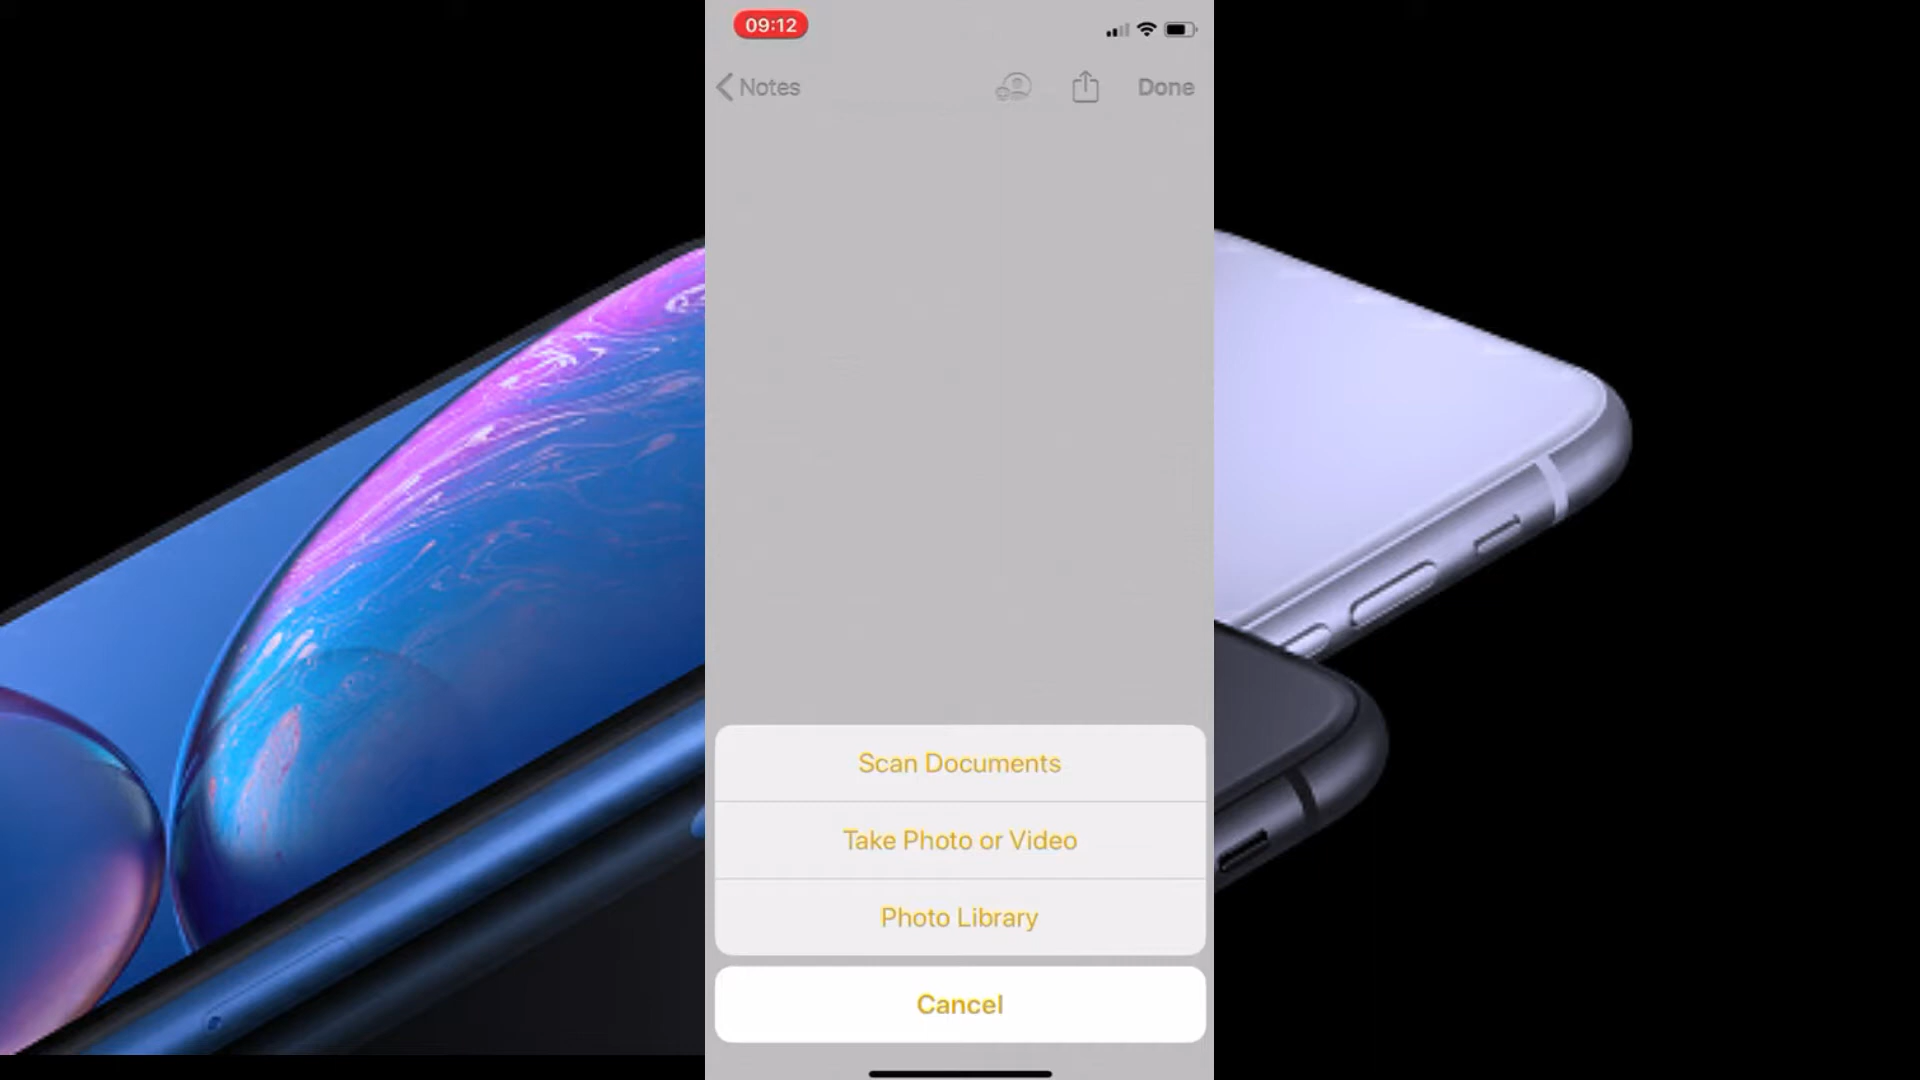 09:12
Notes
Done
Scan Documents
Take Photo or Video
Photo Library
Cancel